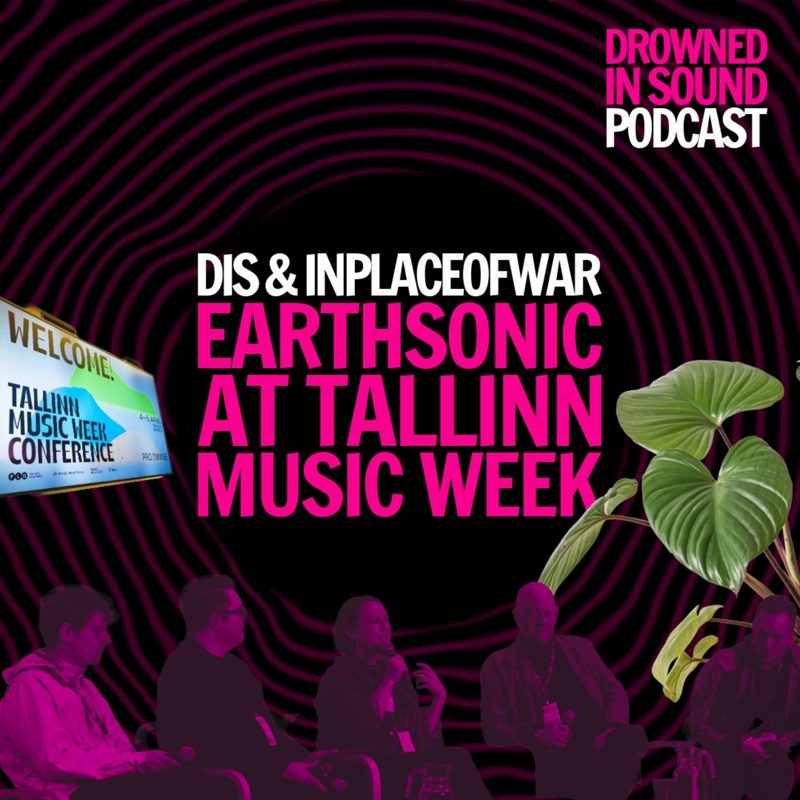 DROWNED
IN SOUND
PODCAST
DIS & INPLACEOFWAR
EARTHSONIC
AT TALLINN
MUSIC WEEK
WELCOME!
TALLINN
MUSIC WEEK
CONFERENCE